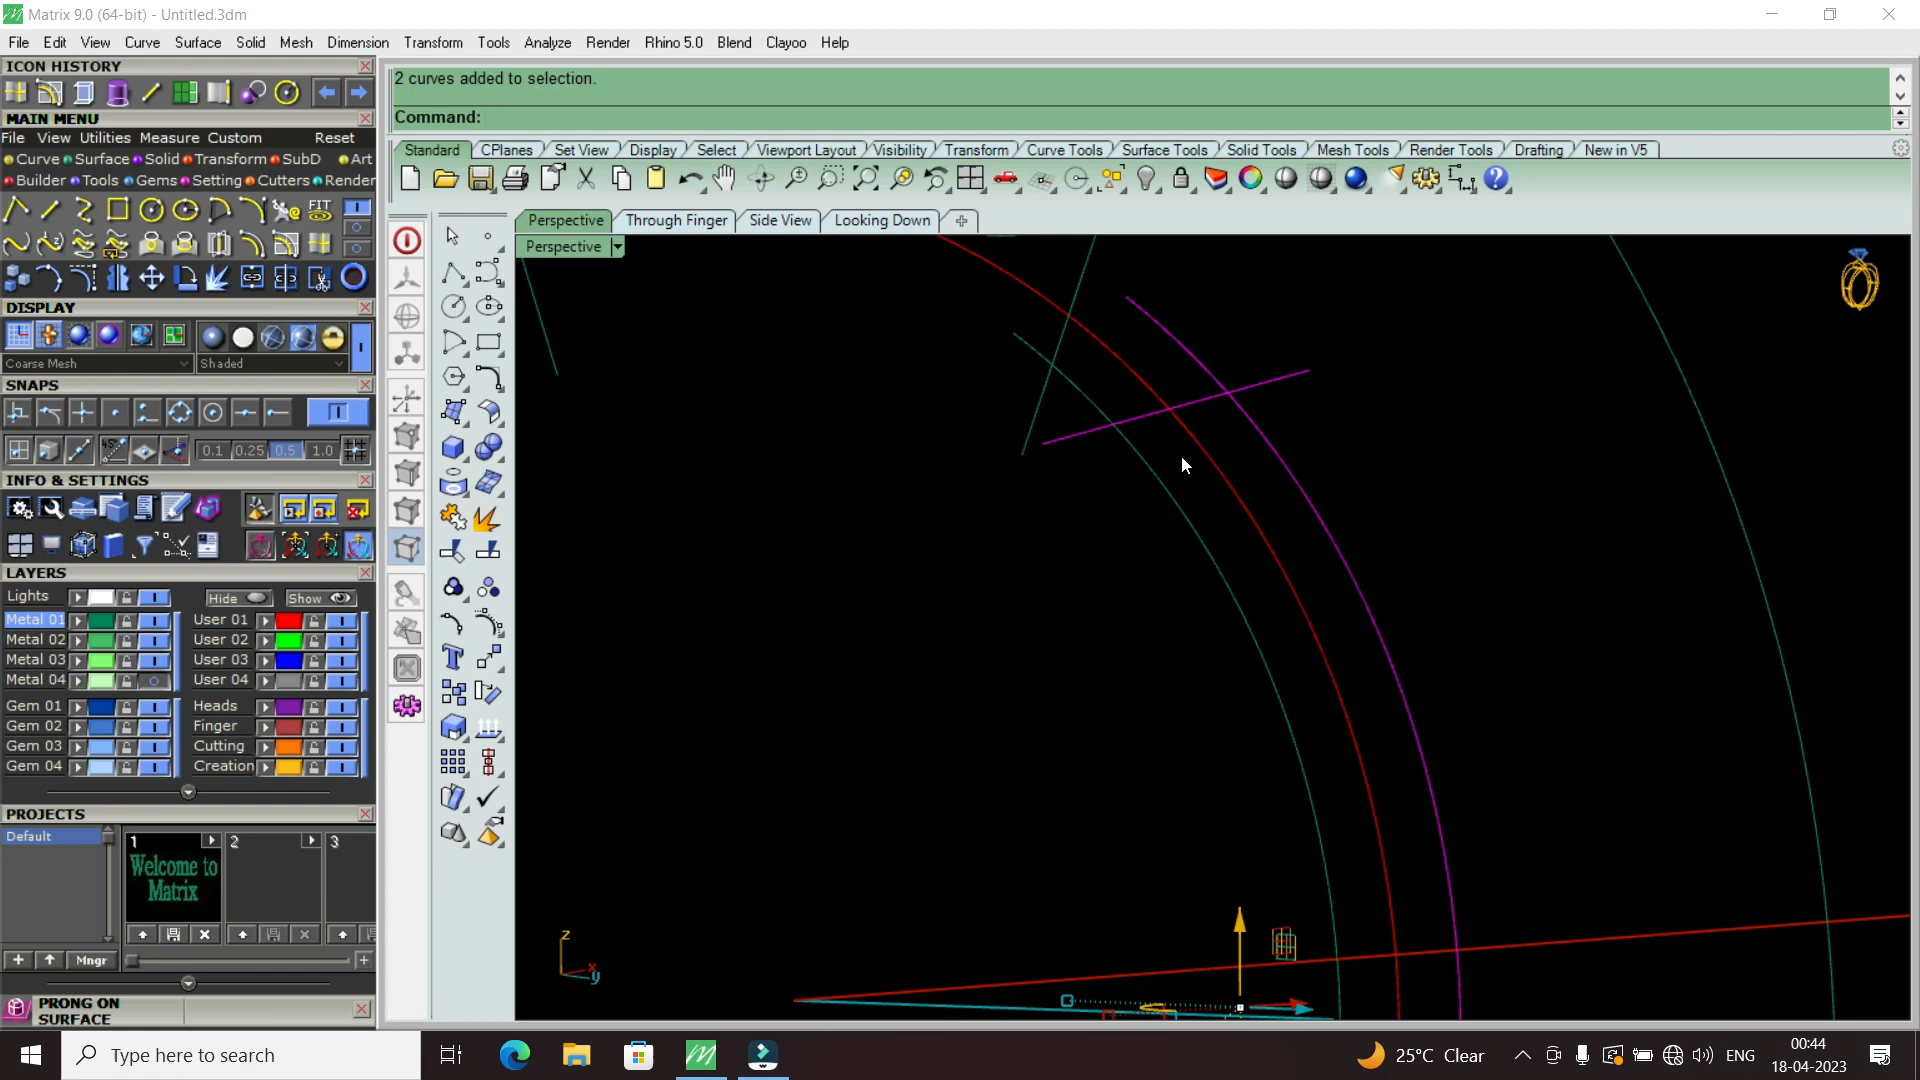 Matrix 9.0 (64-bit) - Untitled.3dm
File Edit View Curve Surface Solid Mesh Dimension Transform Tools Analyze Render Rhino 5.0 Blend Clayoo Help
ICON HISTORY
2 curves added to selection.
Command:
MAIN MENU
File View Utilities Measure Custom Reset
Curve Surface Solid Transform SubD Art
Builder Tools Gems Setting Cutters Render
Standard CPlanes Set View Display Select Viewport Layout Visibility Transform Curve Tools Surface Tools Solid Tools Mesh Tools Render Tools Drafting New in V5
FIT
Perspective Through Finger Side View Looking Down
Perspective
DISPLAY
Coarse Mesh Shaded
SNAPS
45°
0.1 0.25 0.5 1.0
INFO & SETTINGS
LAYERS
Lights Hide Show
Metal 01 User 01
Metal 02 User 02
Metal 03 User 03
Metal 04 User 04
Gem 01 Heads
Gem 02 Finger
Gem 03 Cutting
Gem 04 Creation
PROJECTS
Default 1 2 3
Welcome to
Matrix
Mngr
PRONG ON
SURFACE
z
x
y
Type here to search
25°C Clear
ENG
00:44
18-04-2023